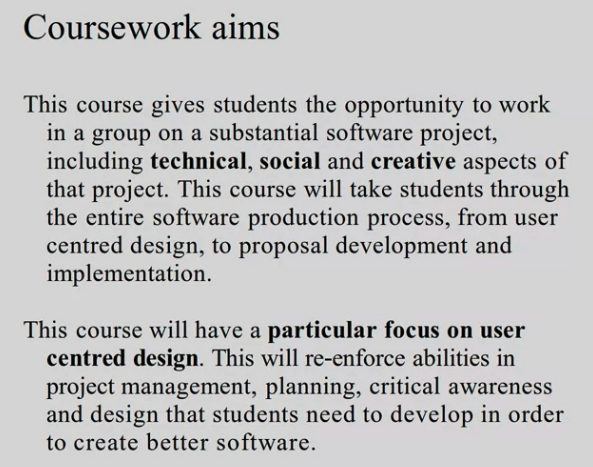 Coursework aims
This course gives students the opportunity to work
in a group on a substantial software project,
including technical, social and creative aspects of
that project. This course will take students through
the entire software production process, from user
centred design, to proposal development and
implementation.
This course will have a particular focus on user
centred design. This will re-enforce abilities in
project management, planning, critical awareness
and design that students need to develop in order
to create better software.